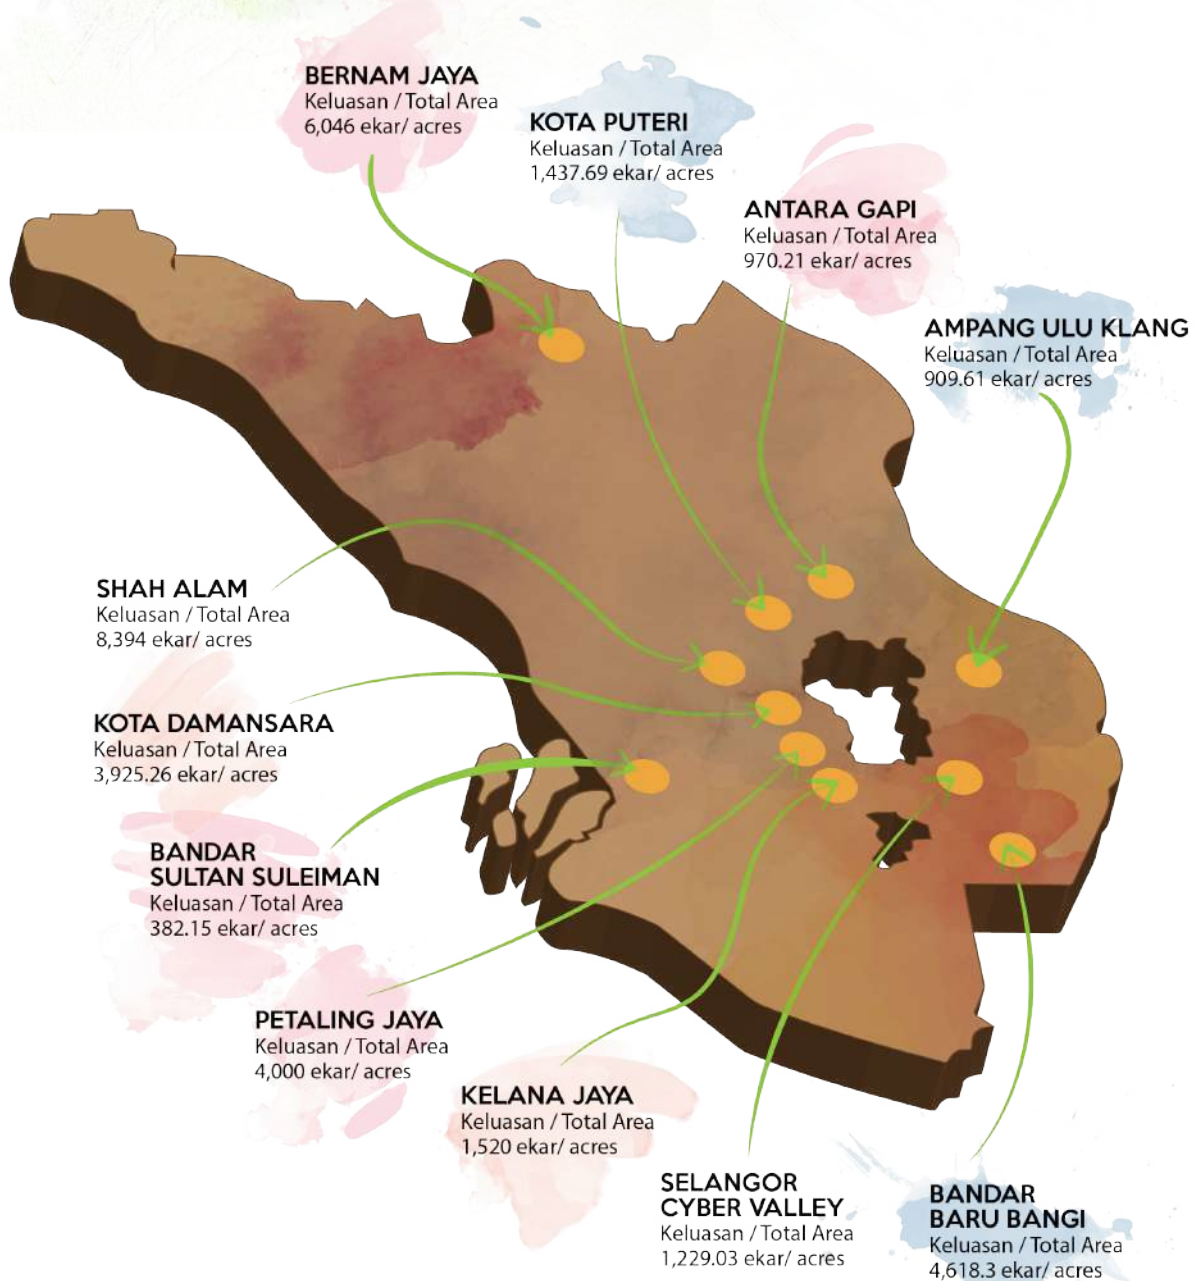 BERNAM JAYA
Keluasan / Total Area
6,046 ekar/ acres
KOTA PUTERI
Keluasan / Total Area
1,437.69 ekar/ acres
ANTARA GAPI
Keluasan / Total Area
970.21 ekar/ acres
AMPANG ULU KLANG
Keluasan / Total Area
909.61 ekar/ acres
SHAH ALAM
Keluasan / Total Area
8,394 ekar/ acres
KOTA DAMANSARA
Keluasan / Total Area
3,925.26 ekar/ acres
BANDAR
SULTAN SULEIMAN
Keluasan / Total Area
382.15 ekar/ acres
PETALING JAYA
Keluasan / Total Area
4,000 ekar/ acres
KELANA JAYA
Keluasan / Total Area
1,520 ekar/ acres
SELANGOR
CYBER VALLEY
Keluasan / Total Area
1,229.03 ekar/ acres
BANDAR
BARU BANGI
Keluasan / Total Area
4,618.3 ekar/ acres